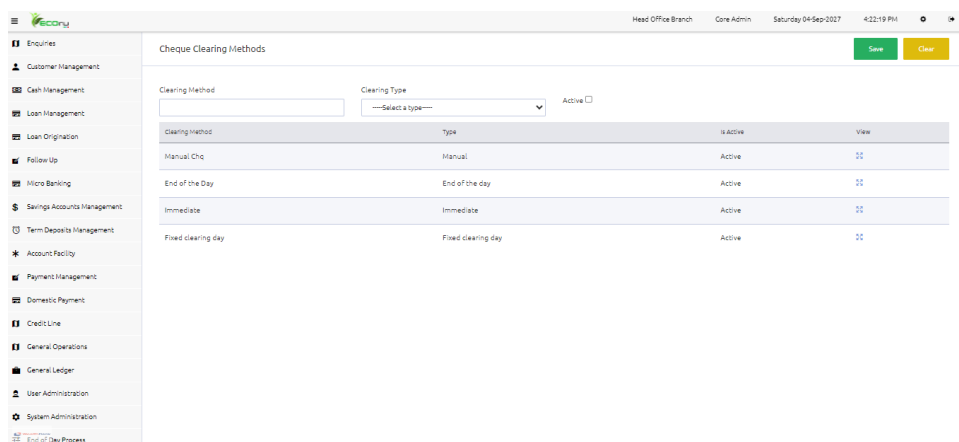 ecoru
Head Office Branch Core Admin Saturday 04-Sep-2027 4:22:19 PM
Enquiries
Customer Management
Cash Management
Loan Management
Loan Origination
Follow Up
Micro Banking
Savings Accounts Management
Term Deposits Management
Account Facility
Payment Management
Domestic Payment
Credit Line
General Operations
General Ledger
User Administration
System Administration
End of Day Process
Cheque Clearing Methods
Save Clear
Clearing Method Clearing Type
-----Select a type----- Active
Clearing Method Type Is Active View
Manual Chq Manual Active
End of the Day End of the day Active
Immediate Immediate Active
Fixed clearing day Fixed clearing day Active